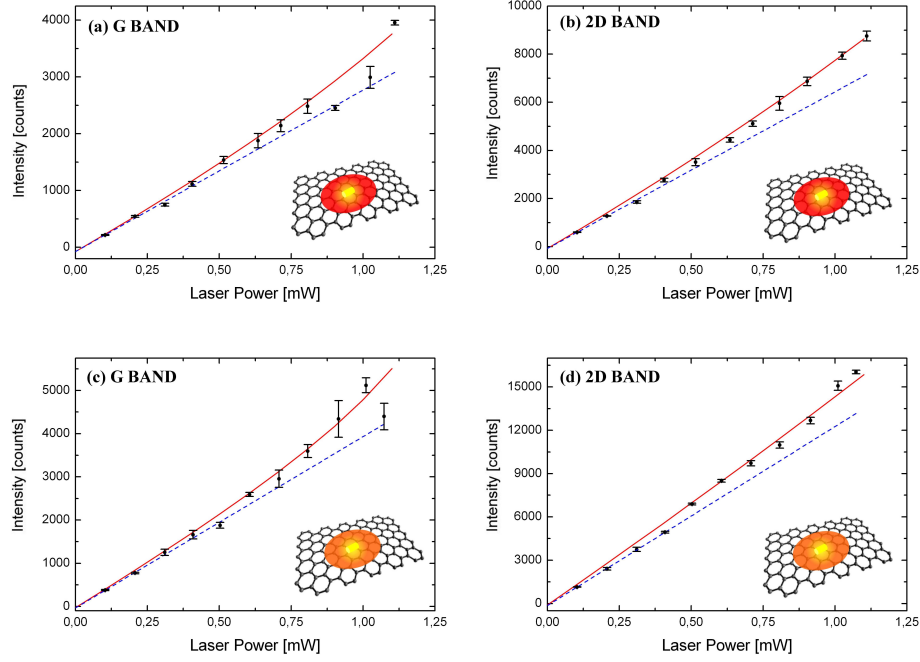 (a) G BAND
Intensity [counts]
4000
3000
2000
1000
0
0,00 0,25 0,50 0,75 1,00 1,25
Laser Power [mW]
(b) 2D BAND
Intensity [counts]
10000
8000
6000
4000
2000
0
0,00 0,25 0,50 0,75 1,00 1,25
Laser Power [mW]
(c) G BAND
Intensity [counts]
5000
4000
3000
2000
1000
0
0,00 0,25 0,50 0,75 1,00 1,25
Laser Power [mW]
(d) 2D BAND
Intensity [counts]
15000
12000
9000
6000
3000
0
0,00 0,25 0,50 0,75 1,00 1,25
Laser Power [mW]